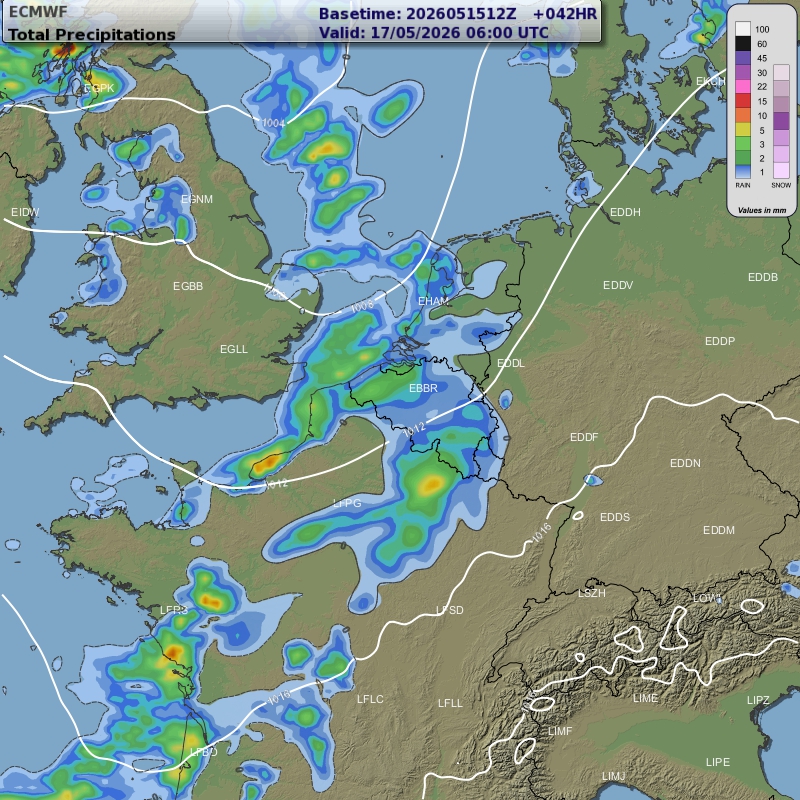 ECMWF
Basetime: 2026051512Z +042HR
Total Precipitations
Valid: 17/05/2026 06:00 UTC
100
60
45
30
22
15
10
5
3
2
1
RAIN
SNOW
Values in mm
EGPK
EKCH
1004
EIDW
EGNM
EDDH
EGBB
EDDV
EDDB
EHAM
1008
EGLL
EDDP
EDDL
EBBR
1012
EDDF
EDDN
1012
LFPG
EDDS
EDDM
1016
LFRS
LFSD
LSZH
LOWI
1016
LFLC
LFLL
LIME
LIPZ
LIMF
LFBD
LIPE
LIMJ